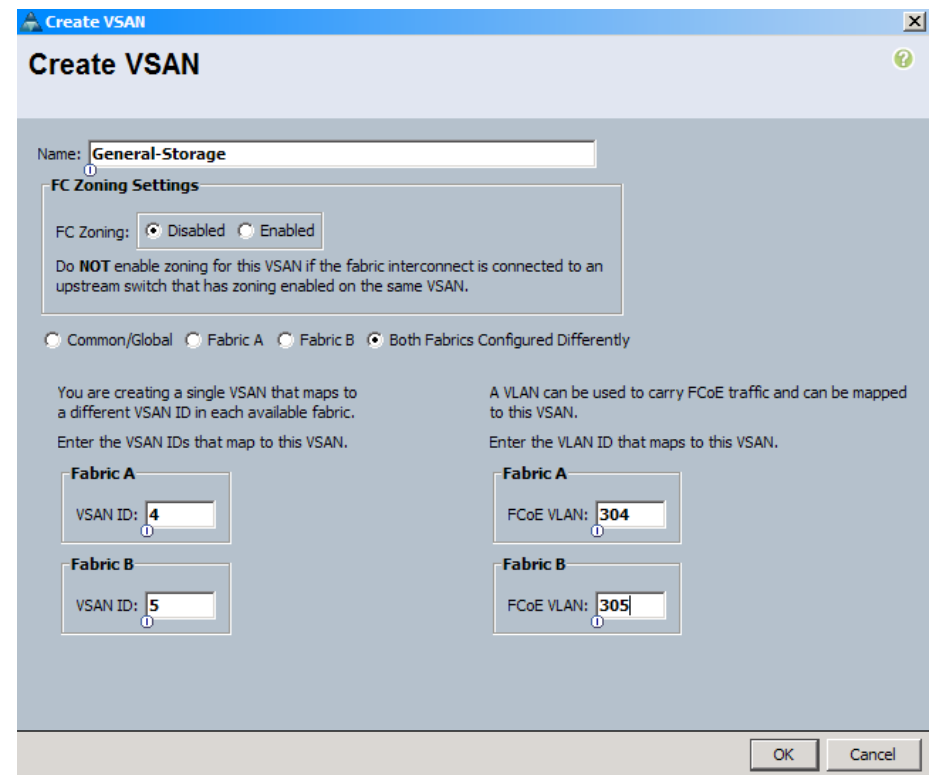 Create VSAN
Create VSAN
Name: General-Storage
FC Zoning Settings
FC Zoning: Disabled Enabled
Do NOT enable zoning for this VSAN if the fabric interconnect is connected to an
upstream switch that has zoning enabled on the same VSAN.
Common/Global Fabric A Fabric B Both Fabrics Configured Differently
You are creating a single VSAN that maps to
a different VSAN ID in each available fabric.
Enter the VSAN IDs that map to this VSAN.
Fabric A
VSAN ID: 4
Fabric B
VSAN ID: 5
A VLAN can be used to carry FCoE traffic and can be mapped
to this VSAN.
Enter the VLAN ID that maps to this VSAN.
Fabric A
FCoE VLAN: 304
Fabric B
FCoE VLAN: 305
OK Cancel